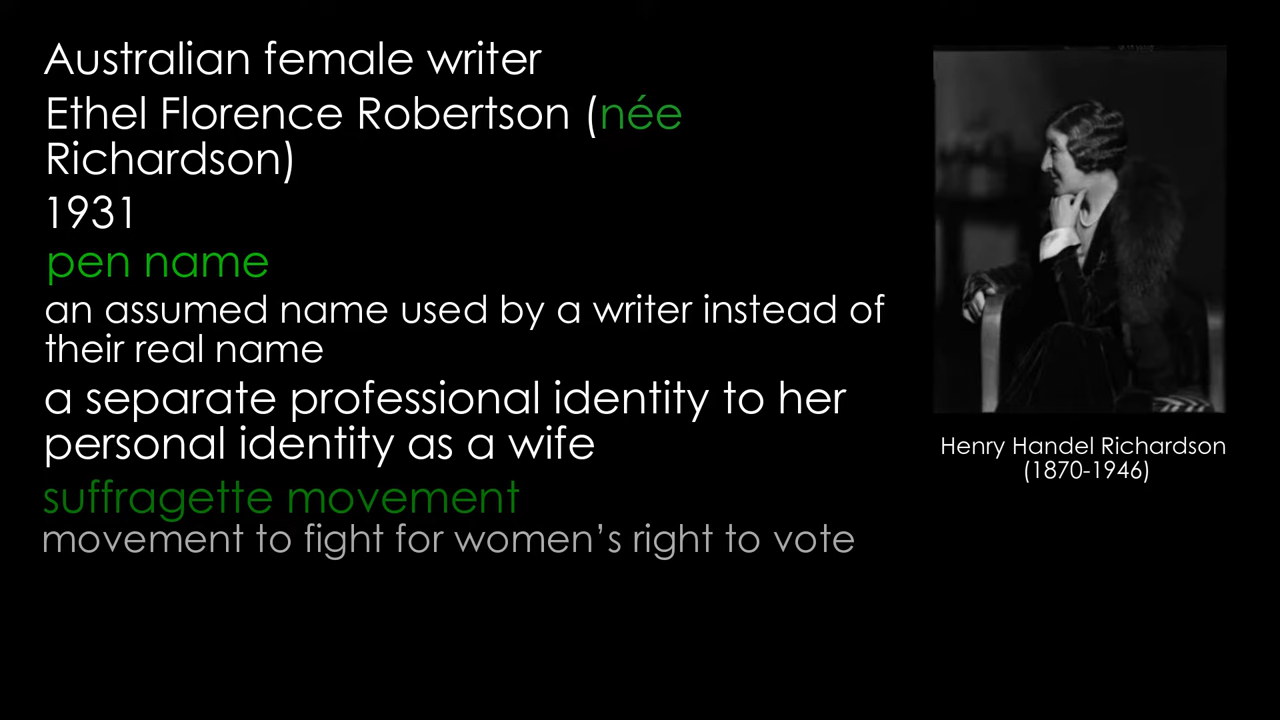 Australian female writer
Ethel Florence Robertson (née
Richardson)
1931
pen name
an assumed name used by a writer instead of
their real name
a separate professional identity to her
personal identity as a wife
suffragette movement
movement to fight for women’s right to vote
Henry Handel Richardson
(1870-1946)